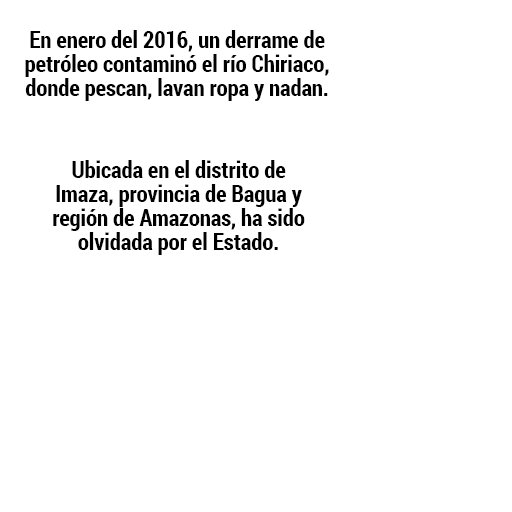 En enero del 2016, un derrame de
petróleo contaminó el río Chiriaco,
donde pescan, lavan ropa y nadan.
Ubicada en el distrito de
Imaza, provincia de Bagua y
región de Amazonas, ha sido
olvidada por el Estado.